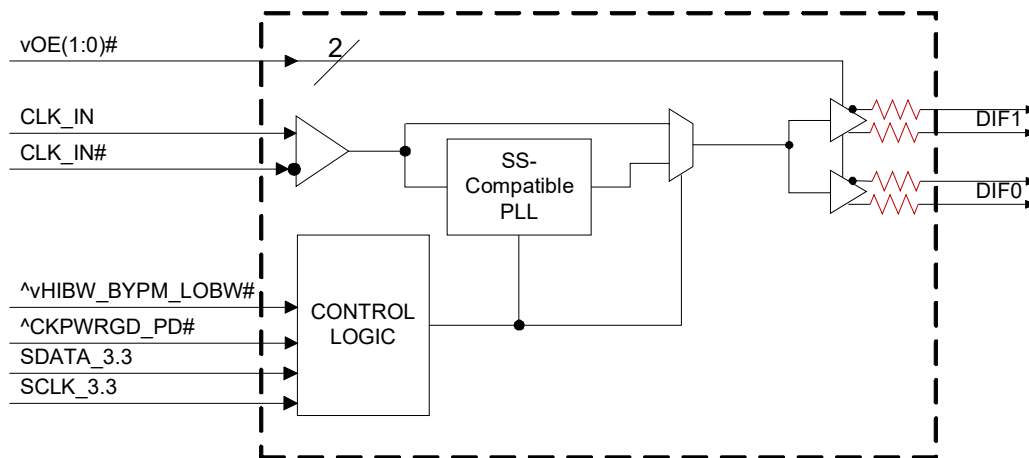 vOE(1:0)#
2
CLK_IN
CLK_IN#
DIF1
SS-
Compatible
PLL
DIF0
^vHIBW_BYPM_LOBW#
^CKPWRGD_PD#
SDATA_3.3
SCLK_3.3
CONTROL
LOGIC